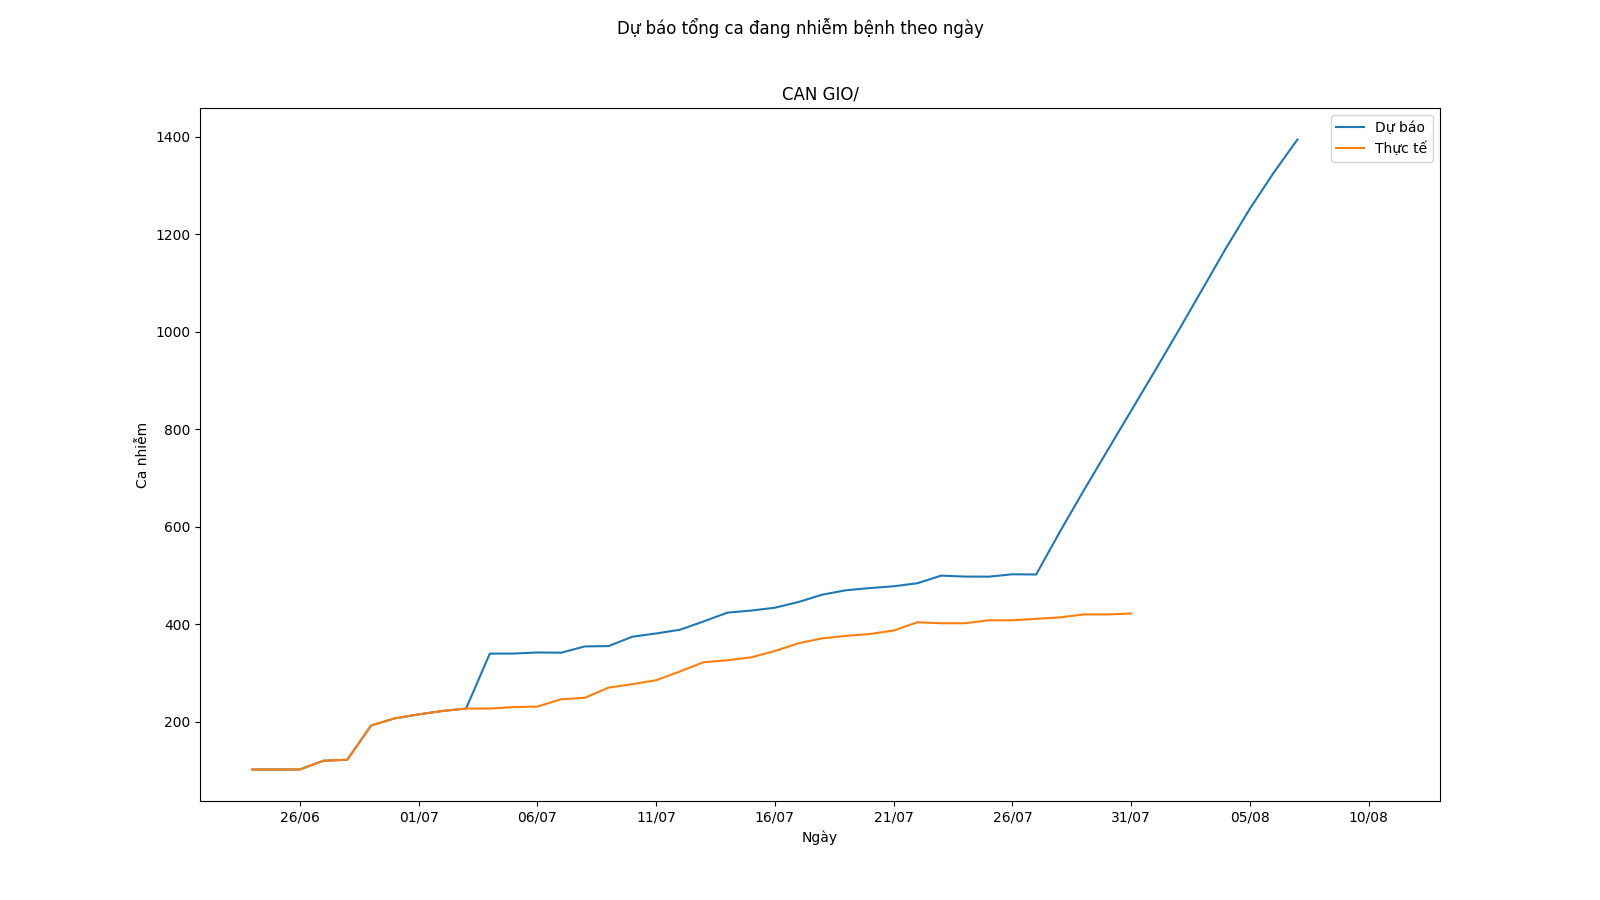 Dự báo tổng ca đang nhiễm bệnh theo ngày
CAN GIO/
Dự báo
Thực tế
1400
1200
1000
800
600
400
200
Ca nhiễm
26/06 01/07 06/07 11/07 16/07 21/07 26/07 31/07 05/08 10/08
Ngày